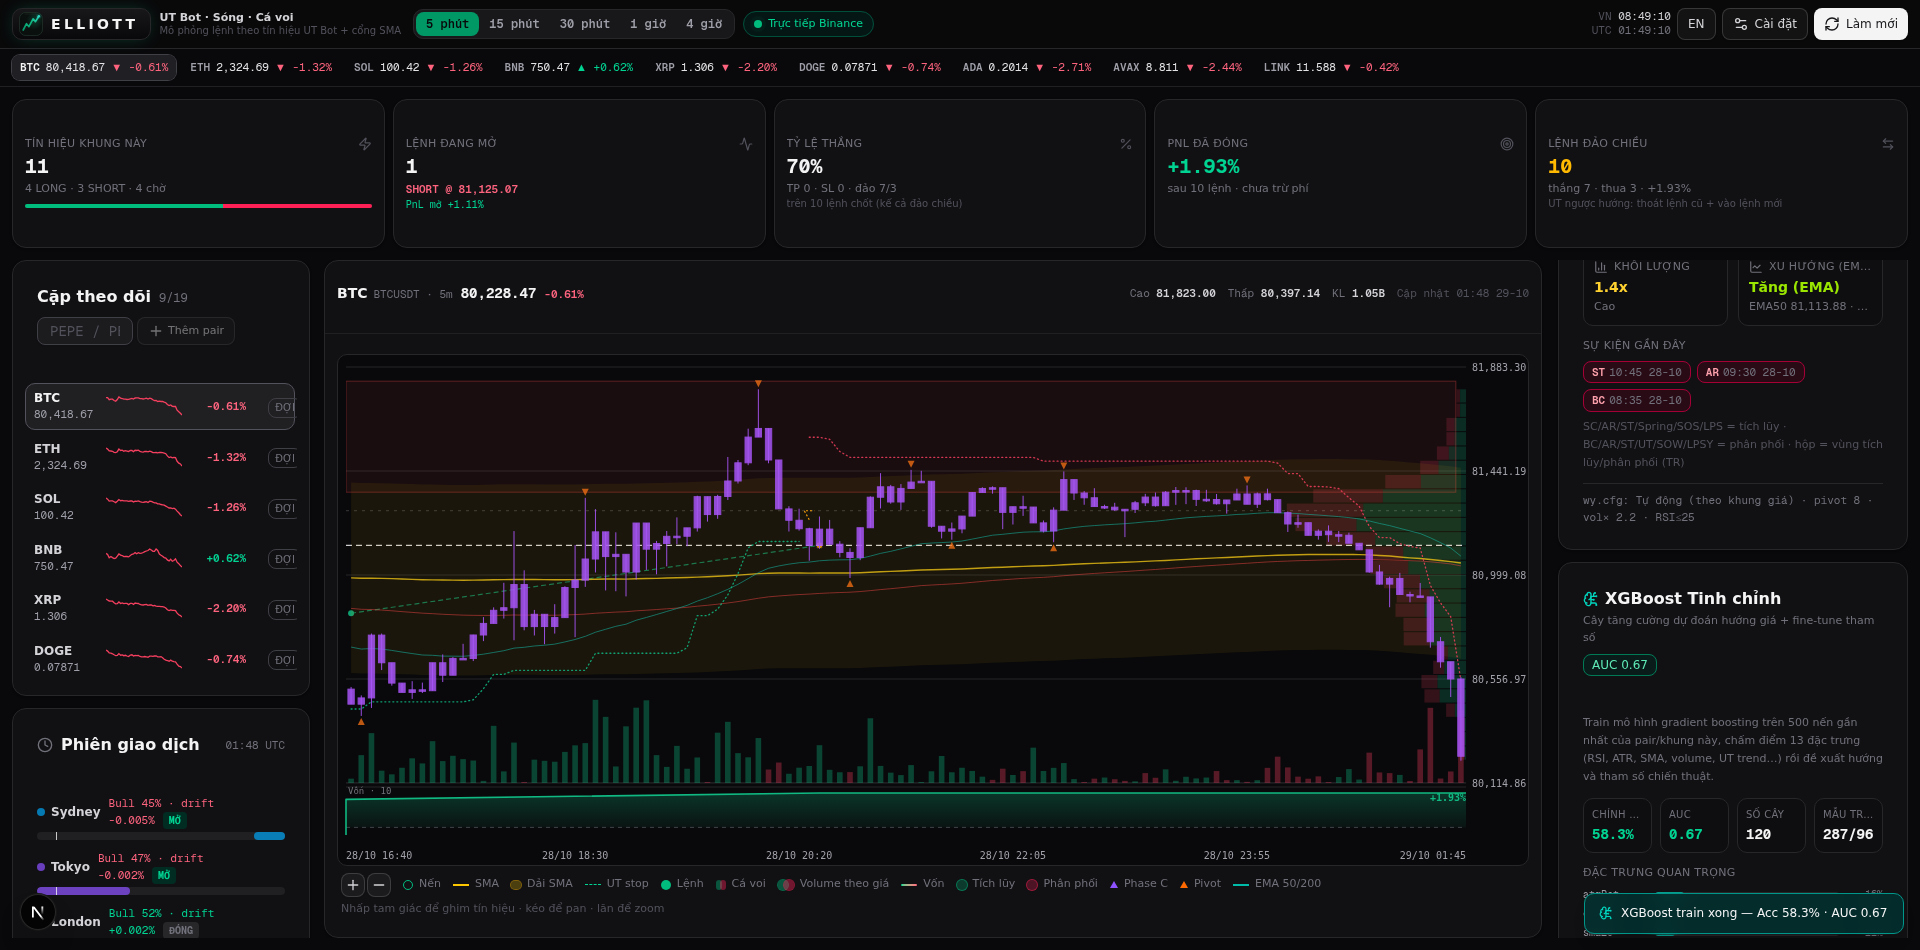 ELLIOTT
UT Bot · Sóng · Cá voi
Mô phỏng lệnh theo tín hiệu UT Bot + cổng SMA
5 phút 15 phút 30 phút 1 giờ 4 giờ
Trực tiếp Binance
VN 08:49:10
UTC 01:49:10
EN
Cài đặt
Làm mới
BTC 80,418.67 ▼ -0.61% ETH 2,324.69 ▼ -1.32% SOL 100.42 ▼ -1.26% BNB 750.47 ▲ +0.62% XRP 1.306 ▼ -2.20% DOGE 0.07871 ▼ -0.74% ADA 0.2014 ▼ -2.71% AVAX 8.811 ▼ -2.44% LINK 11.588 ▼ -0.42%
TÍN HIỆU KHUNG NÀY
11
4 LONG · 3 SHORT · 4 chờ
LỆNH ĐANG MỞ
1
SHORT @ 81,125.07
PnL mở +1.11%
TỶ LỆ THẮNG
70%
TP 0 · SL 0 · đảo 7/3
trên 10 lệnh chốt (kể cả đảo chiều)
PNL ĐÃ ĐÓNG
+1.93%
sau 10 lệnh · chưa trừ phí
LỆNH ĐẢO CHIỀU
10
thắng 7 · thua 3 · +1.93%
UT ngược hướng: thoát lệnh cũ + vào lệnh mới
Cặp theo dõi 9/19
PEPE / PI
Thêm pair
BTC
80,418.67
-0.61%
ĐỢI
ETH
2,324.69
-1.32%
ĐỢI
SOL
100.42
-1.26%
ĐỢI
BNB
750.47
+0.62%
ĐỢI
XRP
1.306
-2.20%
ĐỢI
DOGE
0.07871
-0.74%
ĐỢI
Phiên giao dịch 01:48 UTC
Sydney Bull 45% · drift
-0.005% MỞ
Tokyo Bull 47% · drift
-0.002% MỞ
London Bull 52% · drift
+0.002% ĐÓNG
N
BTC BTCUSDT · 5m 80,228.47 -0.61%
Cao 81,823.00 Thấp 80,397.14 KL 1.05B Cập nhật 01:48 29-10
81,883.30
81,441.19
80,999.08
80,556.97
80,114.86
Vốn · 10
+1.93%
28/10 16:40 28/10 18:30 28/10 20:20 28/10 22:05 28/10 23:55 29/10 01:45
+ −
Nến SMA Dải SMA UT stop Lệnh Cá voi Volume theo giá Vốn Tích lũy Phân phối Phase C Pivot EMA 50/200
Nhấp tam giác để ghim tín hiệu · kéo để pan · lăn để zoom
KHỐI LƯỢNG
1.4x
Cao
XU HƯỚNG (EM...
Tăng (EMA)
EMA50 81,113.88 · ...
SỰ KIỆN GẦN ĐÂY
ST 10:45 28-10
AR 09:30 28-10
BC 08:35 28-10
SC/AR/ST/Spring/SOS/LPS = tích lũy ·
BC/AR/ST/UT/SOW/LPSY = phân phối · hộp = vùng tích
lũy/phân phối (TR)
wy.cfg: Tự động (theo khung giá) · pivot 8 ·
vol× 2.2 · RSI≤25
XGBoost Tinh chỉnh
Cây tăng cường dự đoán hướng giá + fine-tune tham
số
AUC 0.67
Train mô hình gradient boosting trên 500 nến gần
nhất của pair/khung này, chấm điểm 13 đặc trưng
(RSI, ATR, SMA, volume, UT trend…) rồi đề xuất hướng
và tham số chiến thuật.
CHÍNH ...
58.3%
AUC
0.67
SỐ CÂY
120
MẪU TR...
287/96
ĐẶC TRƯNG QUAN TRỌNG
XGBoost train xong — Acc 58.3% · AUC 0.67